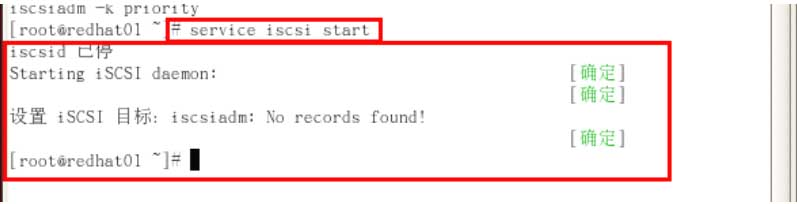 iscsiadm -k priority
[root@redhat01 ~]# service iscsi start
iscsid 已停
Starting iSCSI daemon: [确定]
[确定]
设置 iSCSI 目标: iscsiadm: No records found!
[确定]
[root@redhat01 ~]#